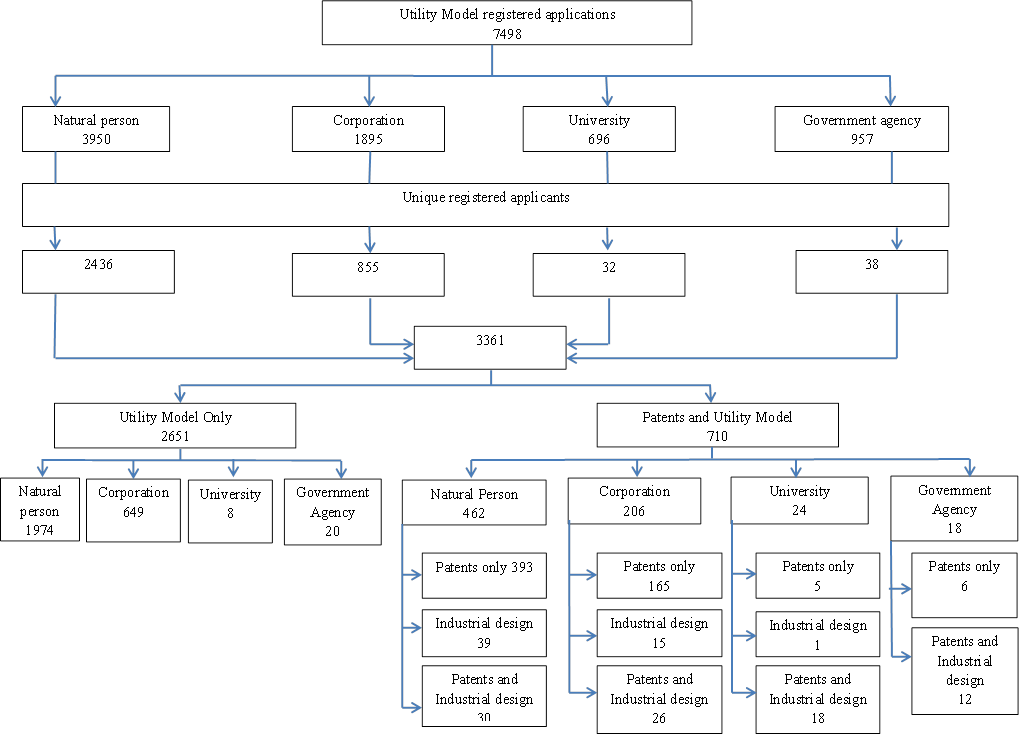 Utility Model registered applications
7498
Natural person
3950
Corporation
1895
University
696
Government agency
957
Unique registered applicants
2436
855
32
38
3361
Utility Model Only
2651
Patents and Utility Model
710
Natural
person
1974
Corporation
649
University
8
Government
Agency
20
Natural Person
462
Corporation
206
University
24
Government
Agency
18
Patents only 393
Industrial design
39
Patents and
Industrial design
30
Patents only
165
Industrial design
15
Patents and
Industrial design
26
Patents only
5
Industrial design
1
Patents and
Industrial design
18
Patents only
6
Patents and
Industrial
design
12